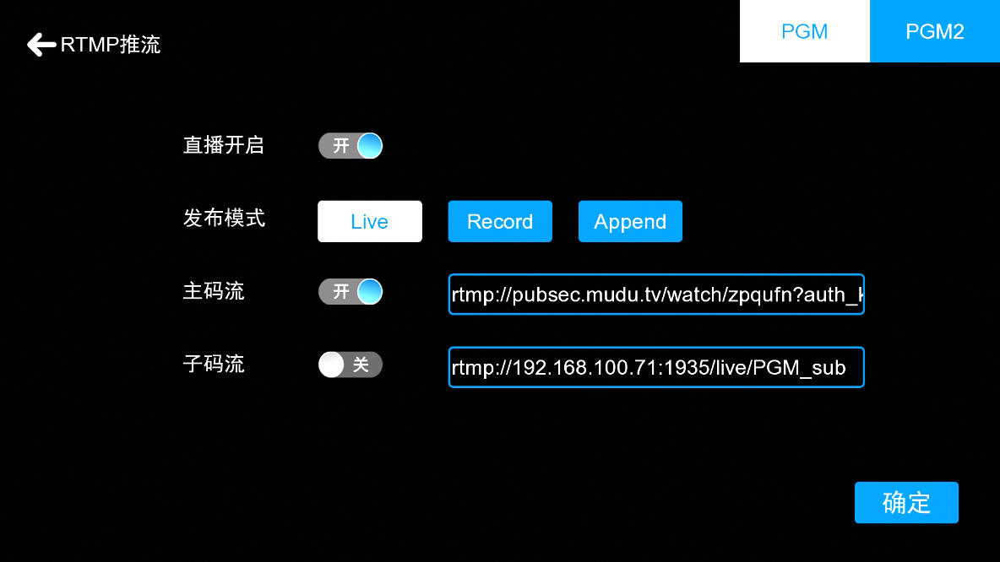 RTMP推流
PGM
PGM2
直播开启
开
发布模式
Live
Record
Append
主码流
开
rtmp://pubsec.mudu.tv/watch/zpqufn?auth_
子码流
关
rtmp://192.168.100.71:1935/live/PGM_sub
确定